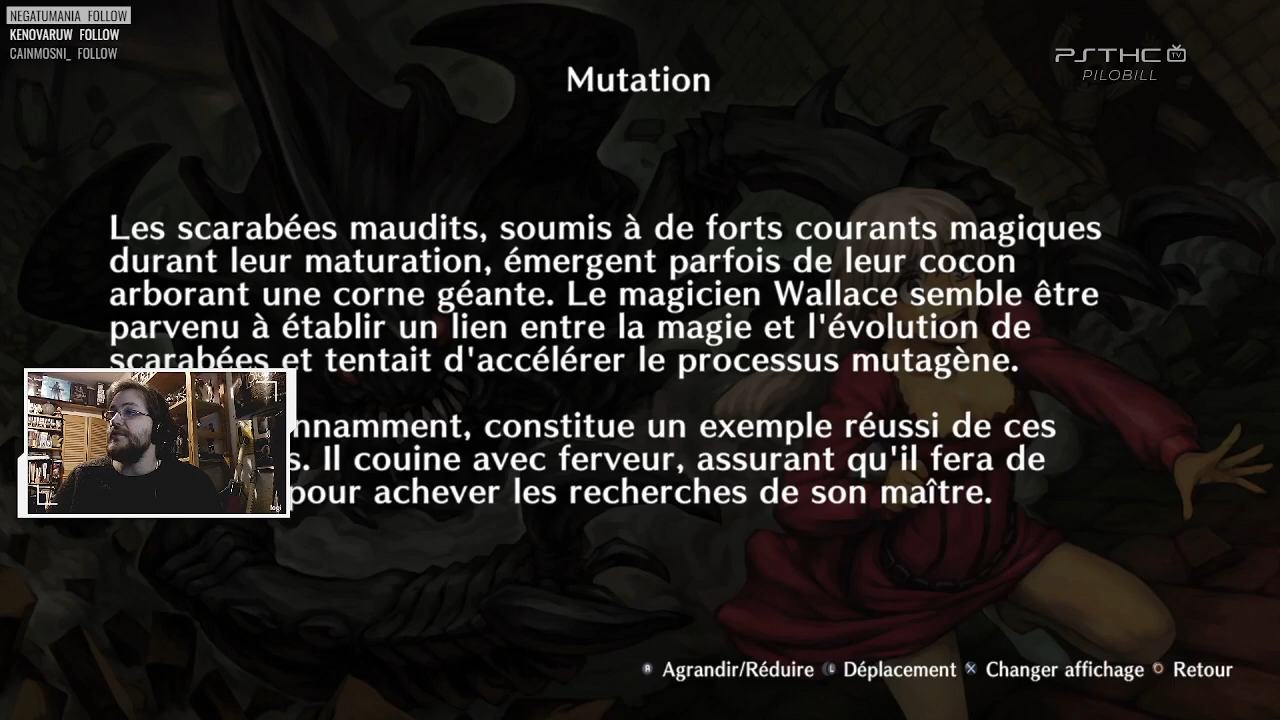 NEGATUMANIA FOLLOW
KENOVARUW FOLLOW
CAINMOSNI_ FOLLOW
PSTHC TV
PILOBILL
Mutation
Les scarabées maudits, soumis à de forts courants magiques
durant leur maturation, émergent parfois de leur cocon
arborant une corne géante. Le magicien Wallace semble être
parvenu à établir un lien entre la magie et l'évolution de
scarabées et tentait d'accélérer le processus mutagène.
nnamment, constitue un exemple réussi de ces
s. Il couine avec ferveur, assurant qu'il fera de
pour achever les recherches de son maître.
logi
R Agrandir/Réduire L Déplacement X Changer affichage O Retour